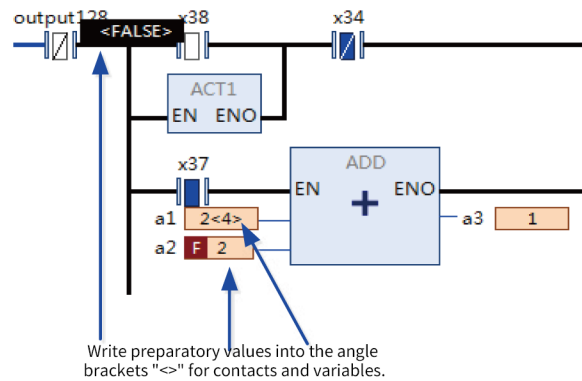 output128 x38 x34
<FALSE>
ACT1
EN ENO
x37 ADD
EN ENO
+
a1 2<4> a3 1
a2 F 2
Write preparatory values into the angle
brackets "<>" for contacts and variables.